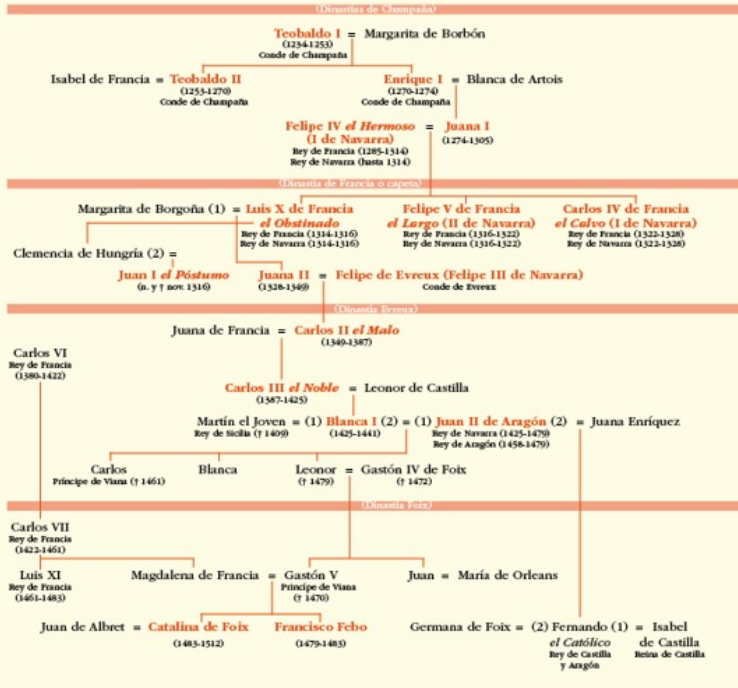 (Dinastías de Champaña)
Teobaldo I = Margarita de Borbón
(1234-1253)
Conde de Champaña
Isabel de Francia = Teobaldo II
(1253-1270)
Conde de Champaña
Enrique I = Blanca de Artois
(1270-1274)
Conde de Champaña
Felipe IV el Hermoso = Juana I
(I de Navarra)
(1274-1305)
Rey de Francia (1285-1314)
Rey de Navarra (hasta 1314)
(Dinastía de Francia o capeta)
Margarita de Borgoña (1) = Luis X de Francia
el Obstinado
Rey de Francia (1314-1316)
Rey de Navarra (1314-1316)
Felipe V de Francia
el Largo (II de Navarra)
Rey de Francia (1316-1322)
Rey de Navarra (1316-1322)
Carlos IV de Francia
el Calvo (I de Navarra)
Rey de Francia (1322-1328)
Rey de Navarra (1322-1328)
Clemencia de Hungría (2) =
Juan I el Póstumo
(n. y † nov. 1316)
Juana II = Felipe de Evreux (Felipe III de Navarra)
(1328-1349)
Conde de Evreux
(Dinastía Evreux)
Juana de Francia = Carlos II el Malo
(1349-1387)
Carlos VI
Rey de Francia
(1380-1422)
Carlos III el Noble = Leonor de Castilla
(1387-1425)
Martín el Joven = (1) Blanca I (2) = (1) Juan II de Aragón (2) = Juana Enríquez
Rey de Sicilia († 1409)
(1425-1441)
Rey de Navarra (1425-1479)
Rey de Aragón (1458-1479)
Carlos
Príncipe de Viana († 1461)
Blanca
Leonor = Gastón IV de Foix
(† 1479)
(† 1472)
(Dinastía Foix)
Carlos VII
Rey de Francia
(1422-1461)
Luis XI
Rey de Francia
(1461-1483)
Magdalena de Francia = Gastón V
Príncipe de Viana
(† 1470)
Juan = María de Orleans
Juan de Albret = Catalina de Foix
(1483-1512)
Francisco Febo
(1479-1483)
Germana de Foix = (2) Fernando (1) = Isabel
el Católico
de Castilla
Rey de Castilla
y Aragón
Reina de Castilla